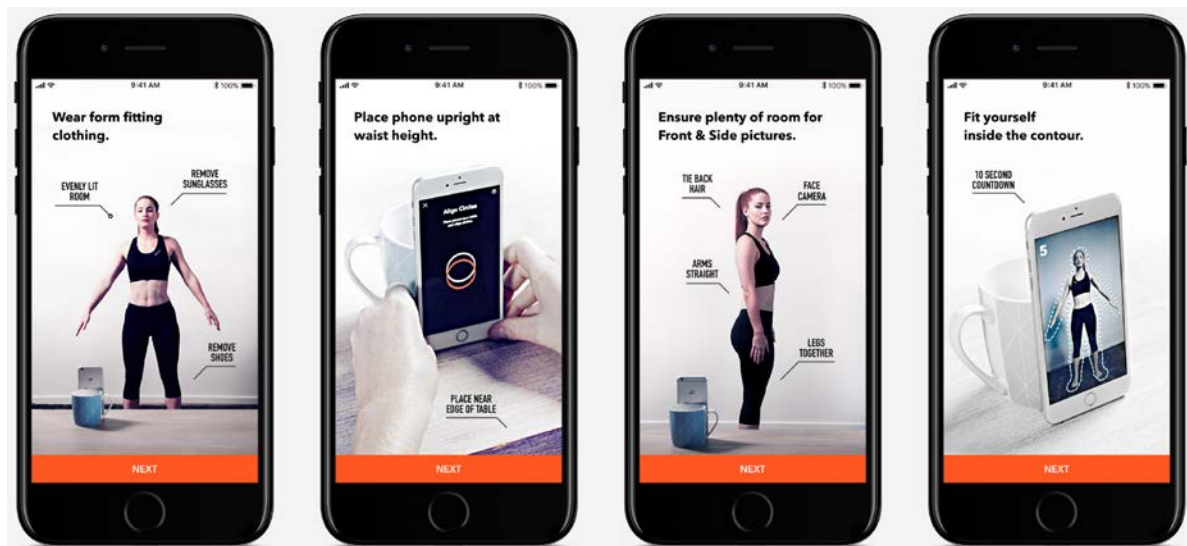 9:41 AM
100%
Wear form fitting
clothing.
EVENLY LIT
ROOM
REMOVE
SUNGLASSES
REMOVE
SHOES
NEXT
9:41 AM
100%
Place phone upright at
waist height.
Align Circles
PLACE NEAR
EDGE OF TABLE
NEXT
9:41 AM
100%
Ensure plenty of room for
Front & Side pictures.
TIE BACK
HAIR
FACE
CAMERA
ARMS
STRAIGHT
LEGS
TOGETHER
NEXT
9:41 AM
100%
Fit yourself
inside the contour.
10 SECOND
COUNTDOWN
5
NEXT